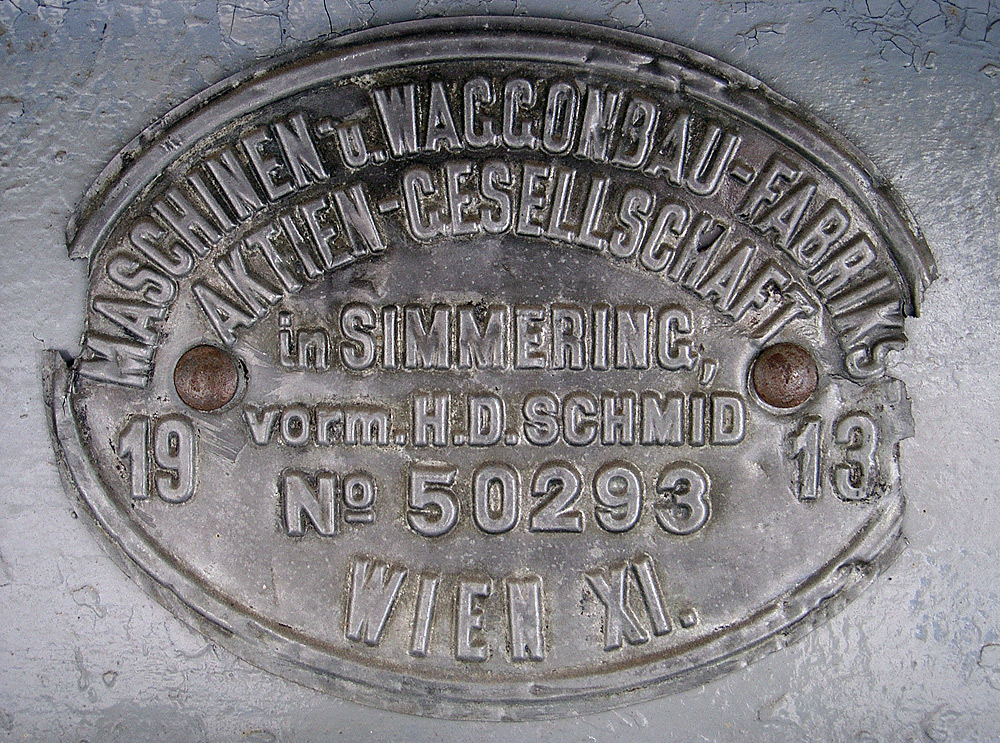 MASCHINEN u. WAGGONBAU-FABRIKS
AKTIEN-GESELLSCHAFT
in SIMMERING,
vorm. H. D. SCHMID
19 13
Nº 50293
WIEN XI.